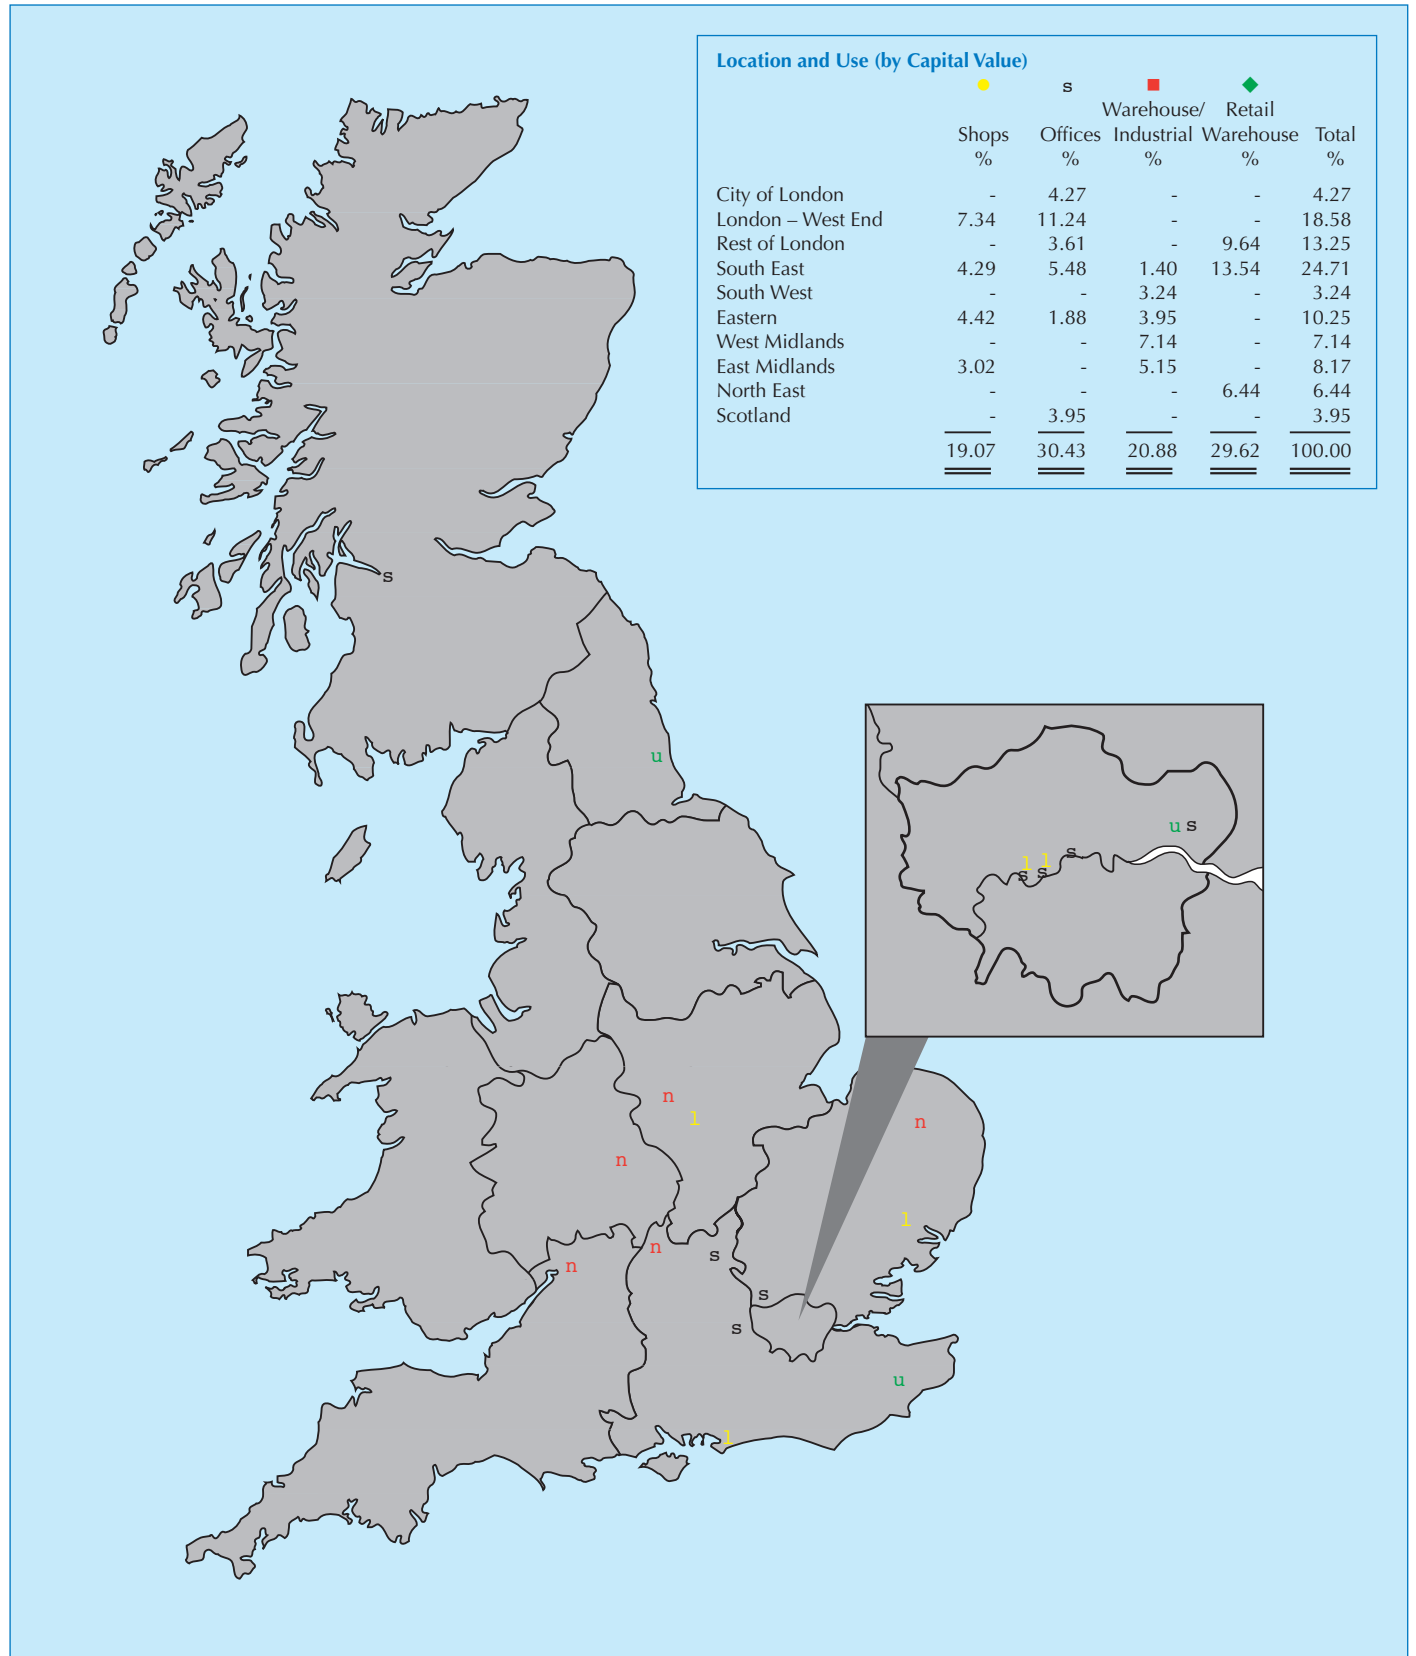 Location and Use (by Capital Value)
s
Warehouse/ Retail
Shops Offices Industrial Warehouse Total
% % % % %
City of London - 4.27 - - 4.27
London – West End 7.34 11.24 - - 18.58
Rest of London - 3.61 - 9.64 13.25
South East 4.29 5.48 1.40 13.54 24.71
South West - - 3.24 - 3.24
Eastern 4.42 1.88 3.95 - 10.25
West Midlands - - 7.14 - 7.14
East Midlands 3.02 - 5.15 - 8.17
North East - - - 6.44 6.44
Scotland - 3.95 - - 3.95
19.07 30.43 20.88 29.62 100.00
s
u
u s
l l s
s s
n
l
n
n
l
n
s
n
s
s
u
l